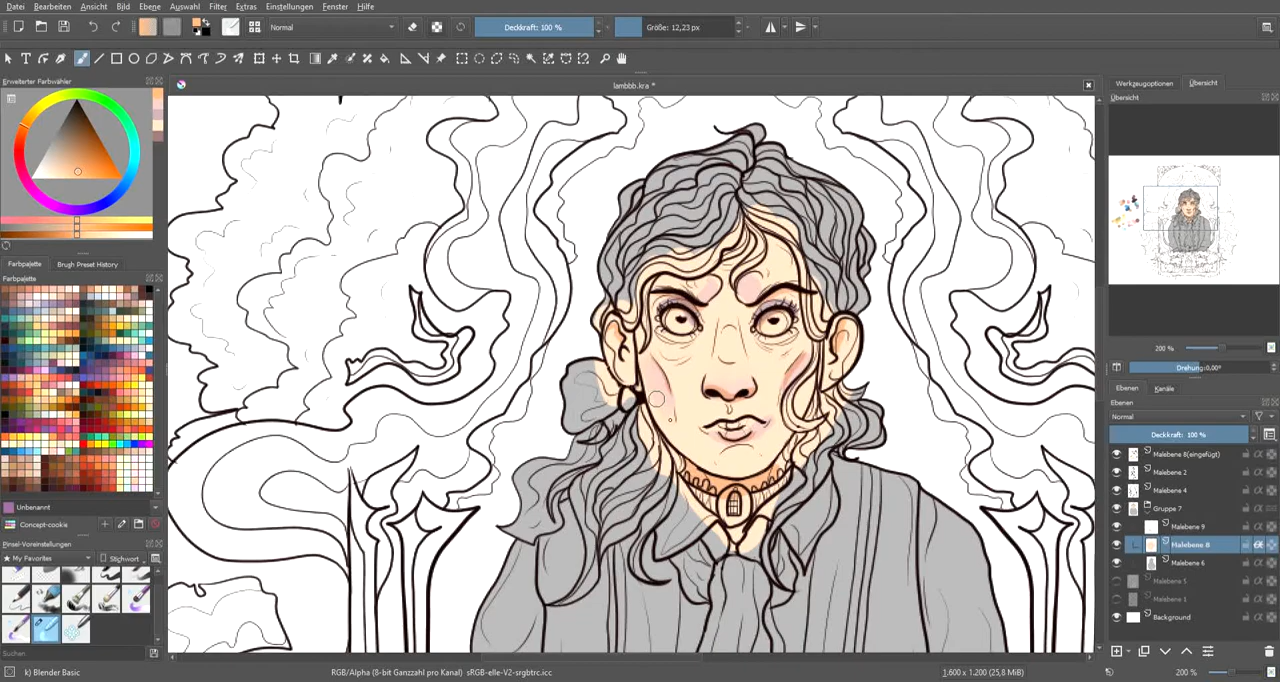 Datei Bearbeiten Ansicht Bild Ebene Auswahl Filter Extras Einstellungen Fenster Hilfe
Normal Deckkraft: 100 % Größe: 12,23 px
Erweiterter Farbwähler
lambbb.kra *
Werkzeugoptionen Übersicht
Übersicht
200 %
Drehung:0,00°
Ebenen Kanäle
Ebenen
Normal
Deckkraft: 100 %
Malebene 8(eingefügt)
Malebene 2
Malebene 4
Gruppe 7
Malebene 9
Malebene 8
Malebene 6
Malebene 5
Malebene 1
Background
Farbpalette Brush Preset History
Farbpalette
Unbenannt
Concept-cookie
Pinsel-Voreinstellungen
My Favorites Stichwort
Suchen
k) Blender Basic RGB/Alpha (8-bit Ganzzahl pro Kanal) sRGB-elle-V2-srgbtrc.icc 1.600 x 1.200 (25,8 MiB) 200 %